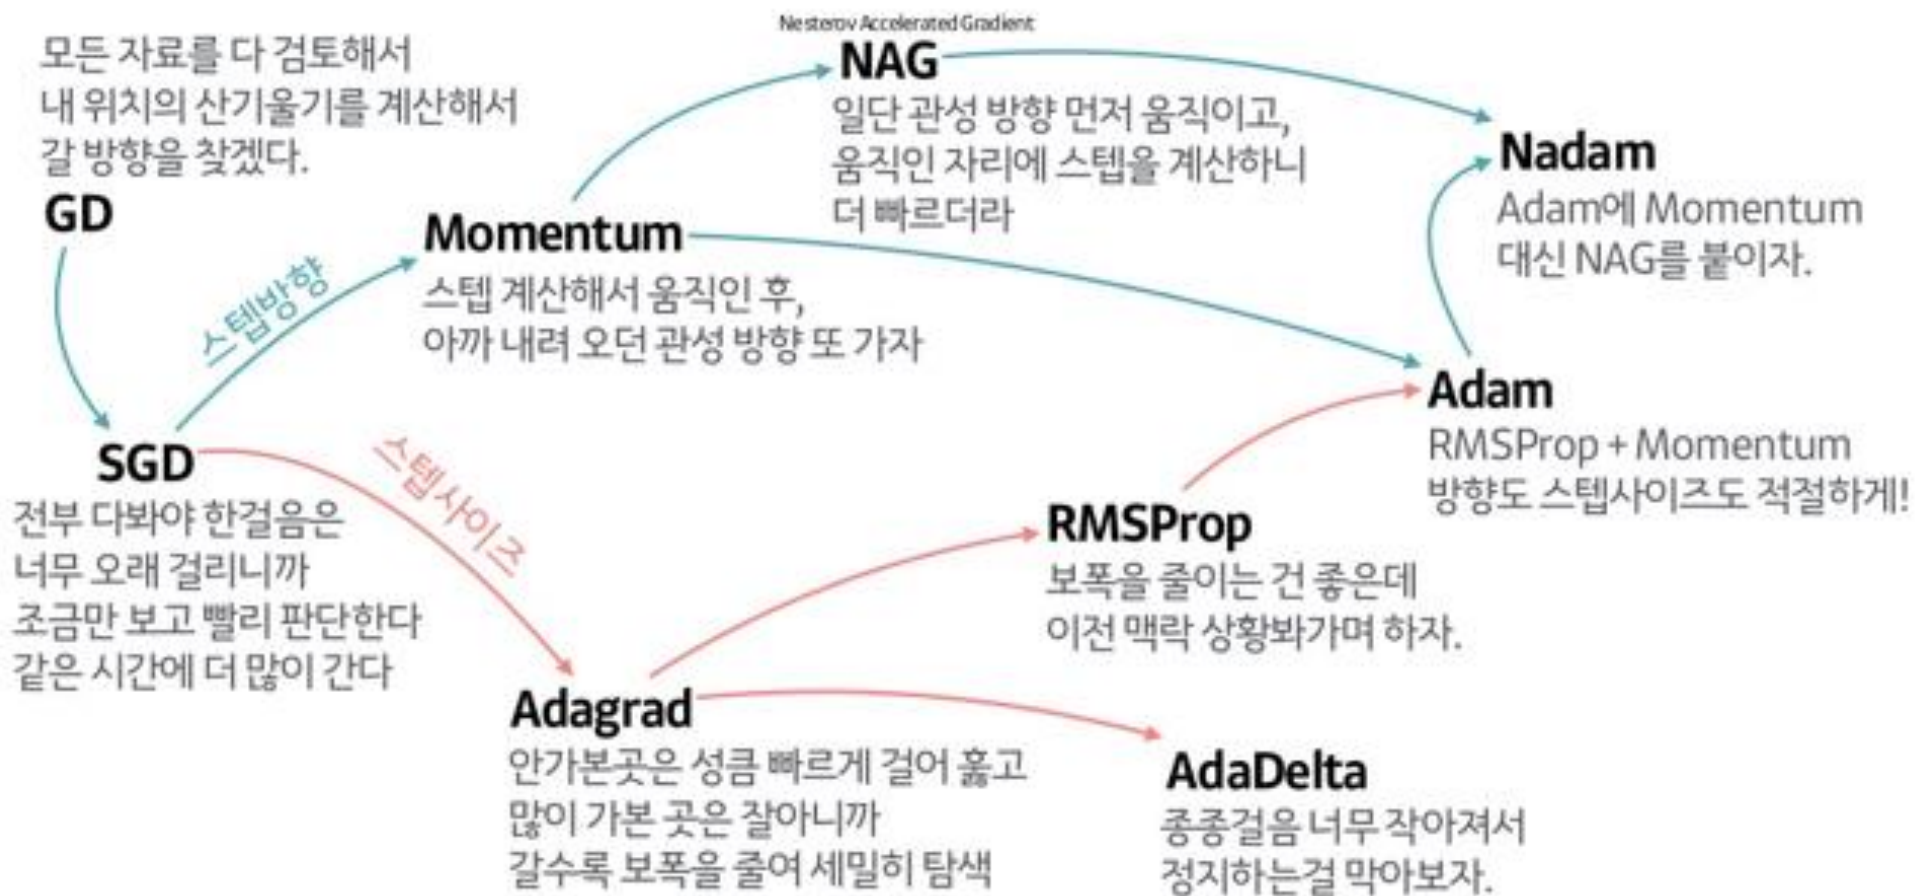 모든 자료를 다 검토해서
내 위치의 산기울기를 계산해서
갈 방향을 찾겠다.
GD
스텝방향
SGD
전부 다봐야 한걸음은
너무 오래 걸리니까
조금만 보고 빨리 판단한다
같은 시간에 더 많이 간다
Momentum
스텝 계산해서 움직인 후,
아까 내려 오던 관성 방향 또 가자
Nesterov Accelerated Gradient
NAG
일단 관성 방향 먼저 움직이고,
움직인 자리에 스텝을 계산하니
더 빠르더라
Nadam
Adam에 Momentum
대신 NAG를 붙이자.
Adam
RMSProp + Momentum
방향도 스텝사이즈도 적절하게!
스텝사이즈
RMSProp
보폭을 줄이는 건 좋은데
이전 맥락 상황봐가며 하자.
Adagrad
안가본곳은 성큼 빠르게 걸어 훑고
많이 가본 곳은 잘아니까
갈수록 보폭을 줄여 세밀히 탐색
AdaDelta
종종걸음 너무 작아져서
정지하는걸 막아보자.